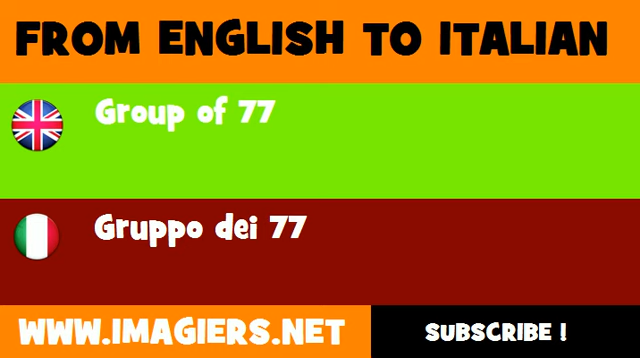 FROM ENGLISH TO ITALIAN
Group of 77
Gruppo dei 77
WWW.IMAGIERS.NET
SUBSCRIBE !